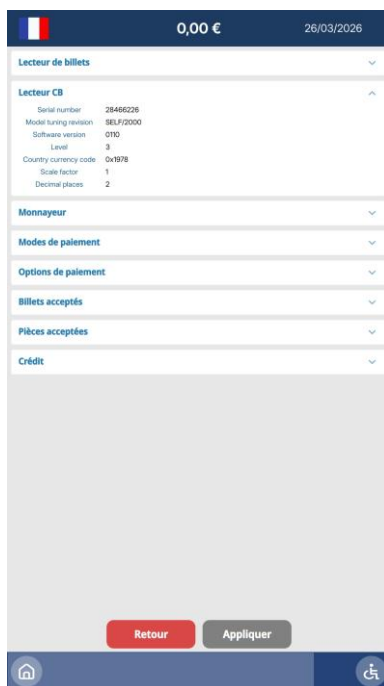 0,00 €
26/03/2026
Lecteur de billets
Lecteur CB
Serial number 28466226
Model tuning revision SELF/2000
Software version 0110
Level 3
Country currency code 0x1978
Scale factor 1
Decimal places 2
Monnayeur
Modes de paiement
Options de paiement
Billets acceptés
Pièces acceptées
Crédit
Retour
Appliquer